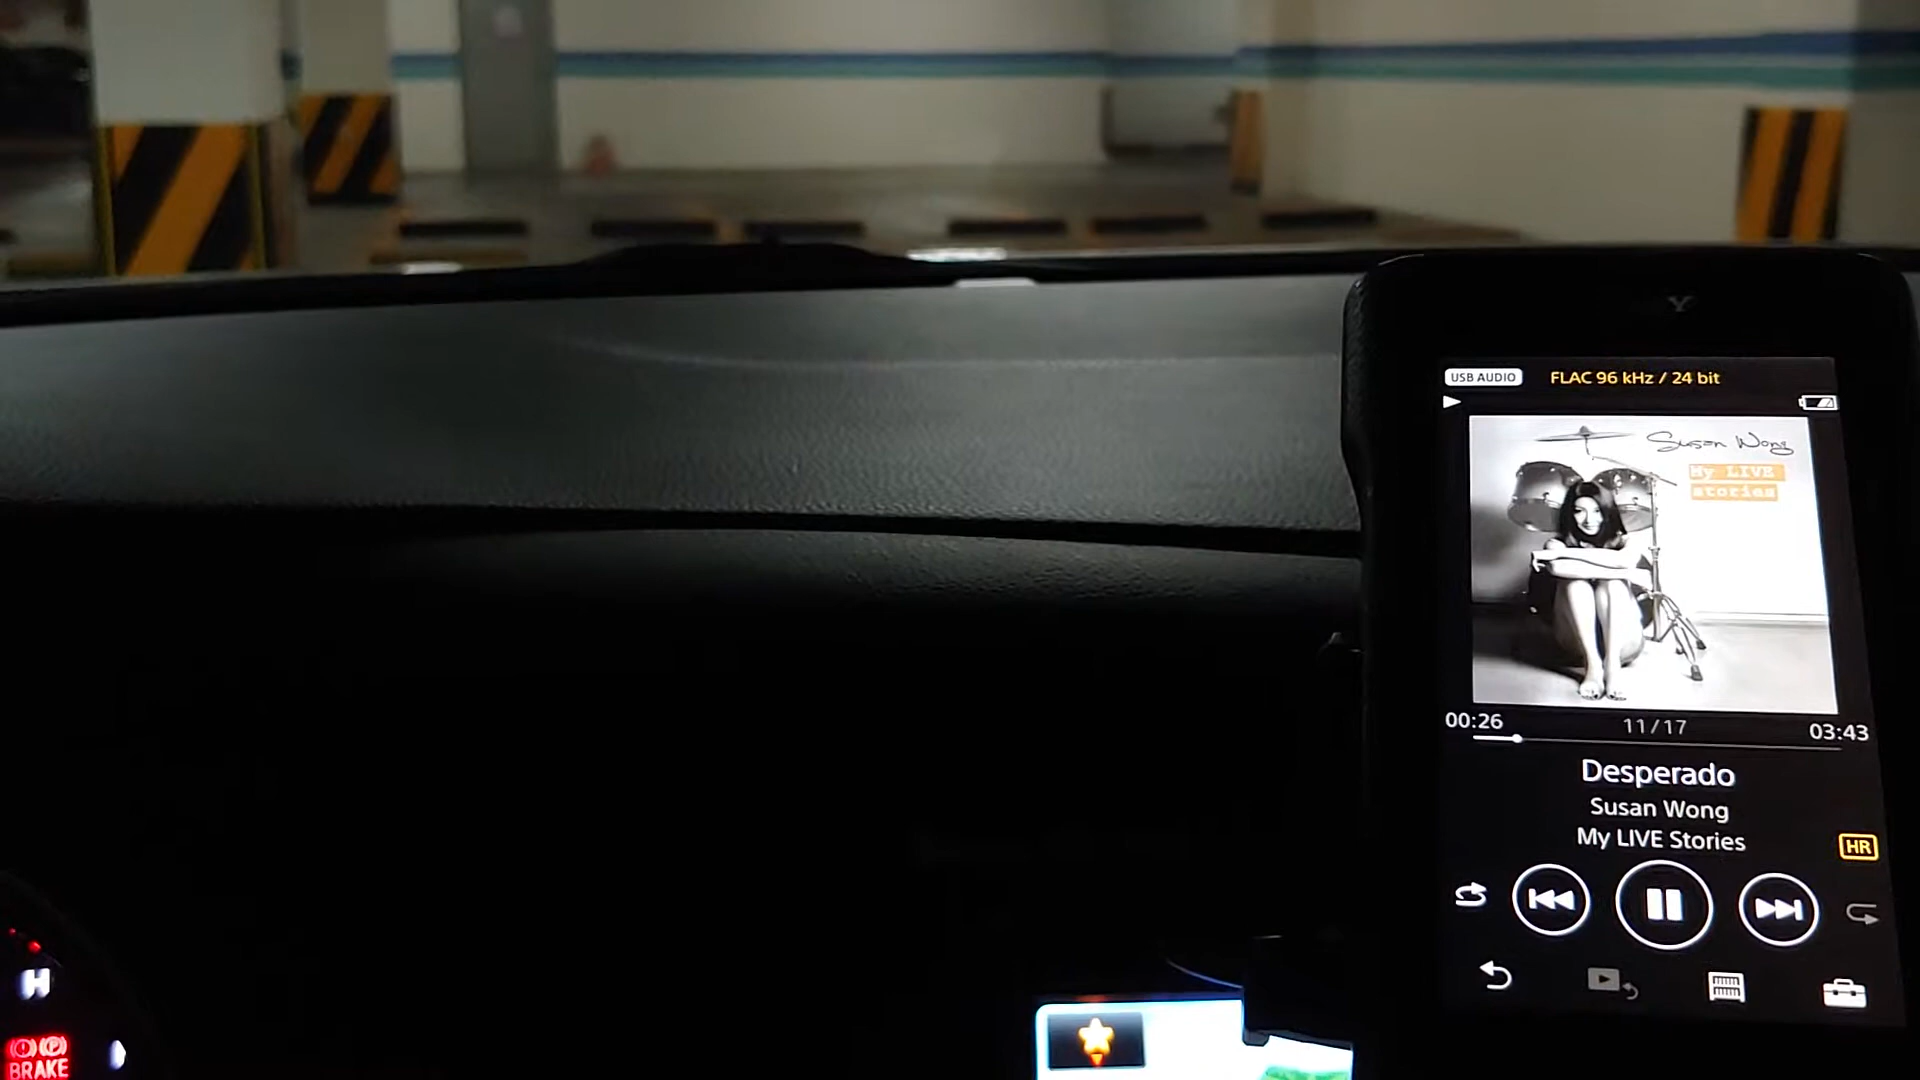 Y
USB AUDIO
FLAC 96 kHz / 24 bit
Susan Wong
My LIVE
stories
00:26
11/17
03:43
Desperado
Susan Wong
My LIVE Stories
HR
H
BRAKE